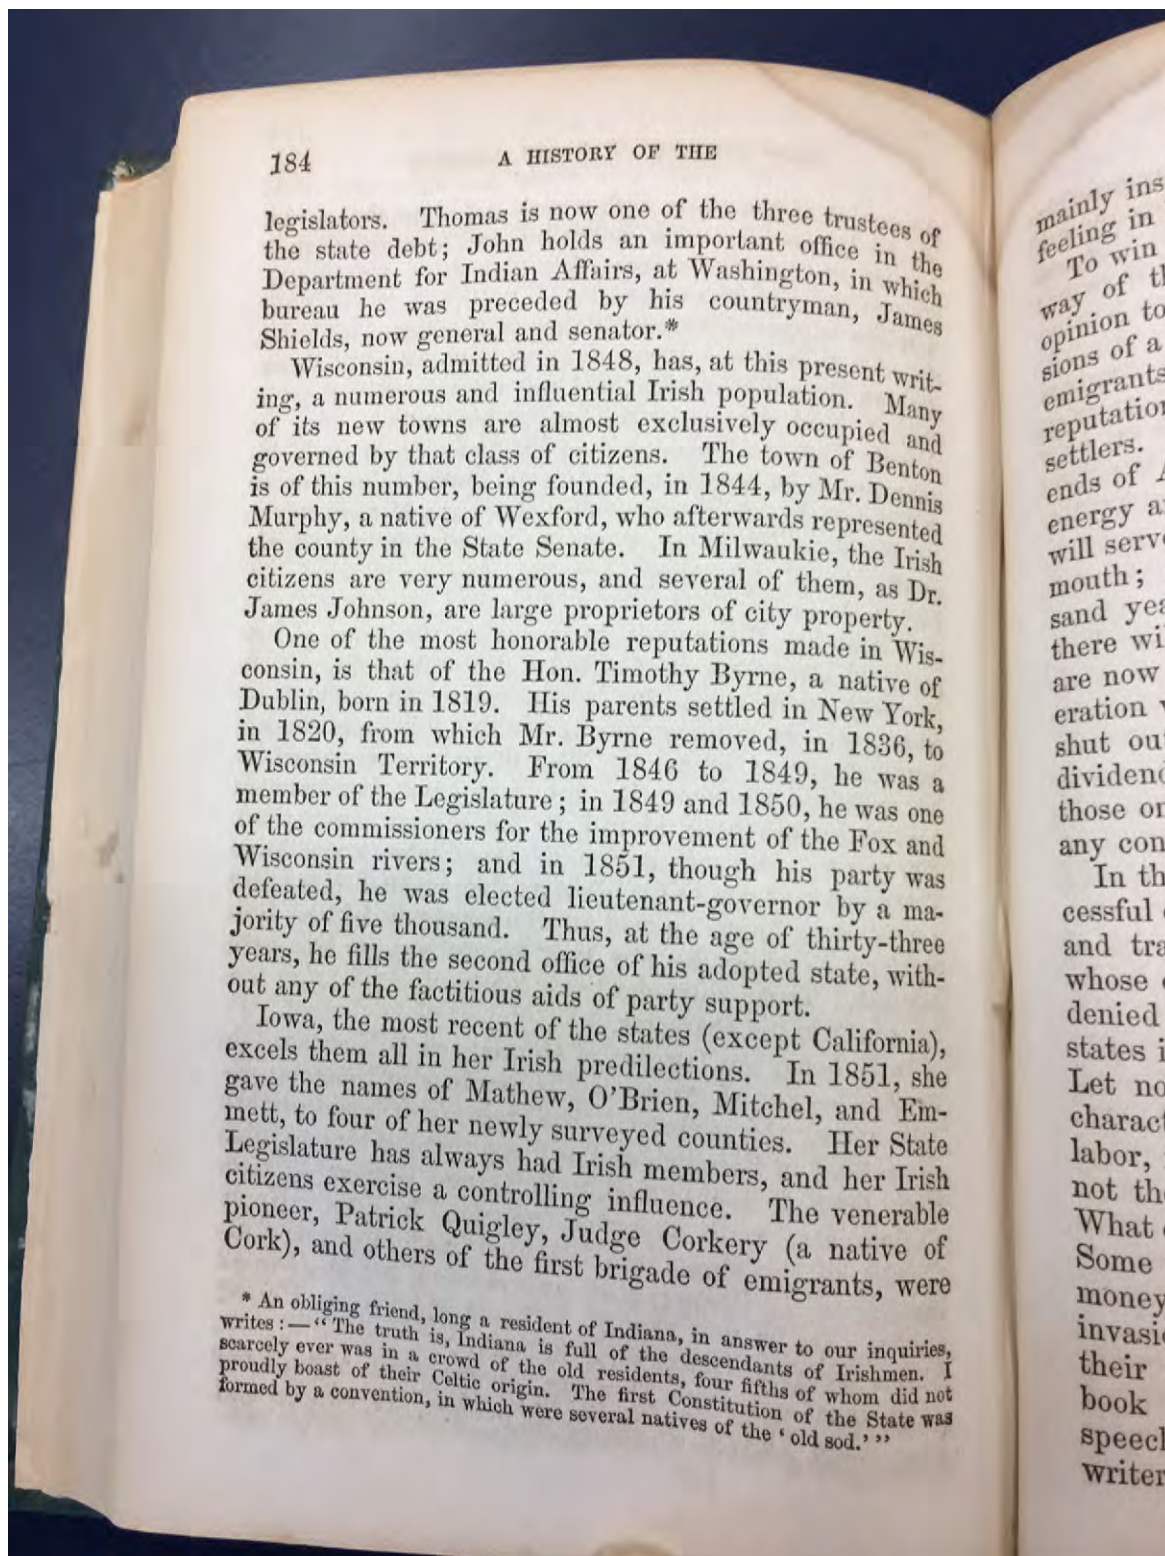 184
A HISTORY OF THE
legislators. Thomas is now one of the three trustees of
the state debt; John holds an important office in the
Department for Indian Affairs, at Washington, in which
bureau he was preceded by his countryman, James
Shields, now general and senator.*
Wisconsin, admitted in 1848, has, at this present writ-
ing, a numerous and influential Irish population. Many
of its new towns are almost exclusively occupied and
governed by that class of citizens. The town of Benton
is of this number, being founded, in 1844, by Mr. Dennis
Murphy, a native of Wexford, who afterwards represented
the county in the State Senate. In Milwaukie, the Irish
citizens are very numerous, and several of them, as Dr.
James Johnson, are large proprietors of city property.
One of the most honorable reputations made in Wis-
consin, is that of the Hon. Timothy Byrne, a native of
Dublin, born in 1819. His parents settled in New York,
in 1820, from which Mr. Byrne removed, in 1836, to
Wisconsin Territory. From 1846 to 1849, he was a
member of the Legislature; in 1849 and 1850, he was one
of the commissioners for the improvement of the Fox and
Wisconsin rivers; and in 1851, though his party was
defeated, he was elected lieutenant-governor by a ma-
jority of five thousand. Thus, at the age of thirty-three
years, he fills the second office of his adopted state, with-
out any of the factitious aids of party support.
Iowa, the most recent of the states (except California),
excels them all in her Irish predilections. In 1851, she
gave the names of Mathew, O'Brien, Mitchel, and Em-
mett, to four of her newly surveyed counties. Her State
Legislature has always had Irish members, and her Irish
citizens exercise a controlling influence. The venerable
pioneer, Patrick Quigley, Judge Corkery (a native of
Cork), and others of the first brigade of emigrants, were
* An obliging friend, long a resident of Indiana, in answer to our inquiries,
writes:—"The truth is, Indiana is full of the descendants of Irishmen. I
scarcely ever was in a crowd of the old residents, four fifths of whom did not
proudly boast of their Celtic origin. The first Constitution of the State was
formed by a convention, in which were several natives of the 'old sod.'"
mainly ins
feeling in
To win
way of th
opinion to
sions of a
emigrants
reputation
settlers.
ends of
energy a
will serve
mouth;
sand yea
there wi
are now
eration
shut ou
dividend
those or
any con
In th
cessful
and tra
whose
denied
states i
Let no
charact
labor,
not the
What
Some
money
invasi
their
book
speech
writer